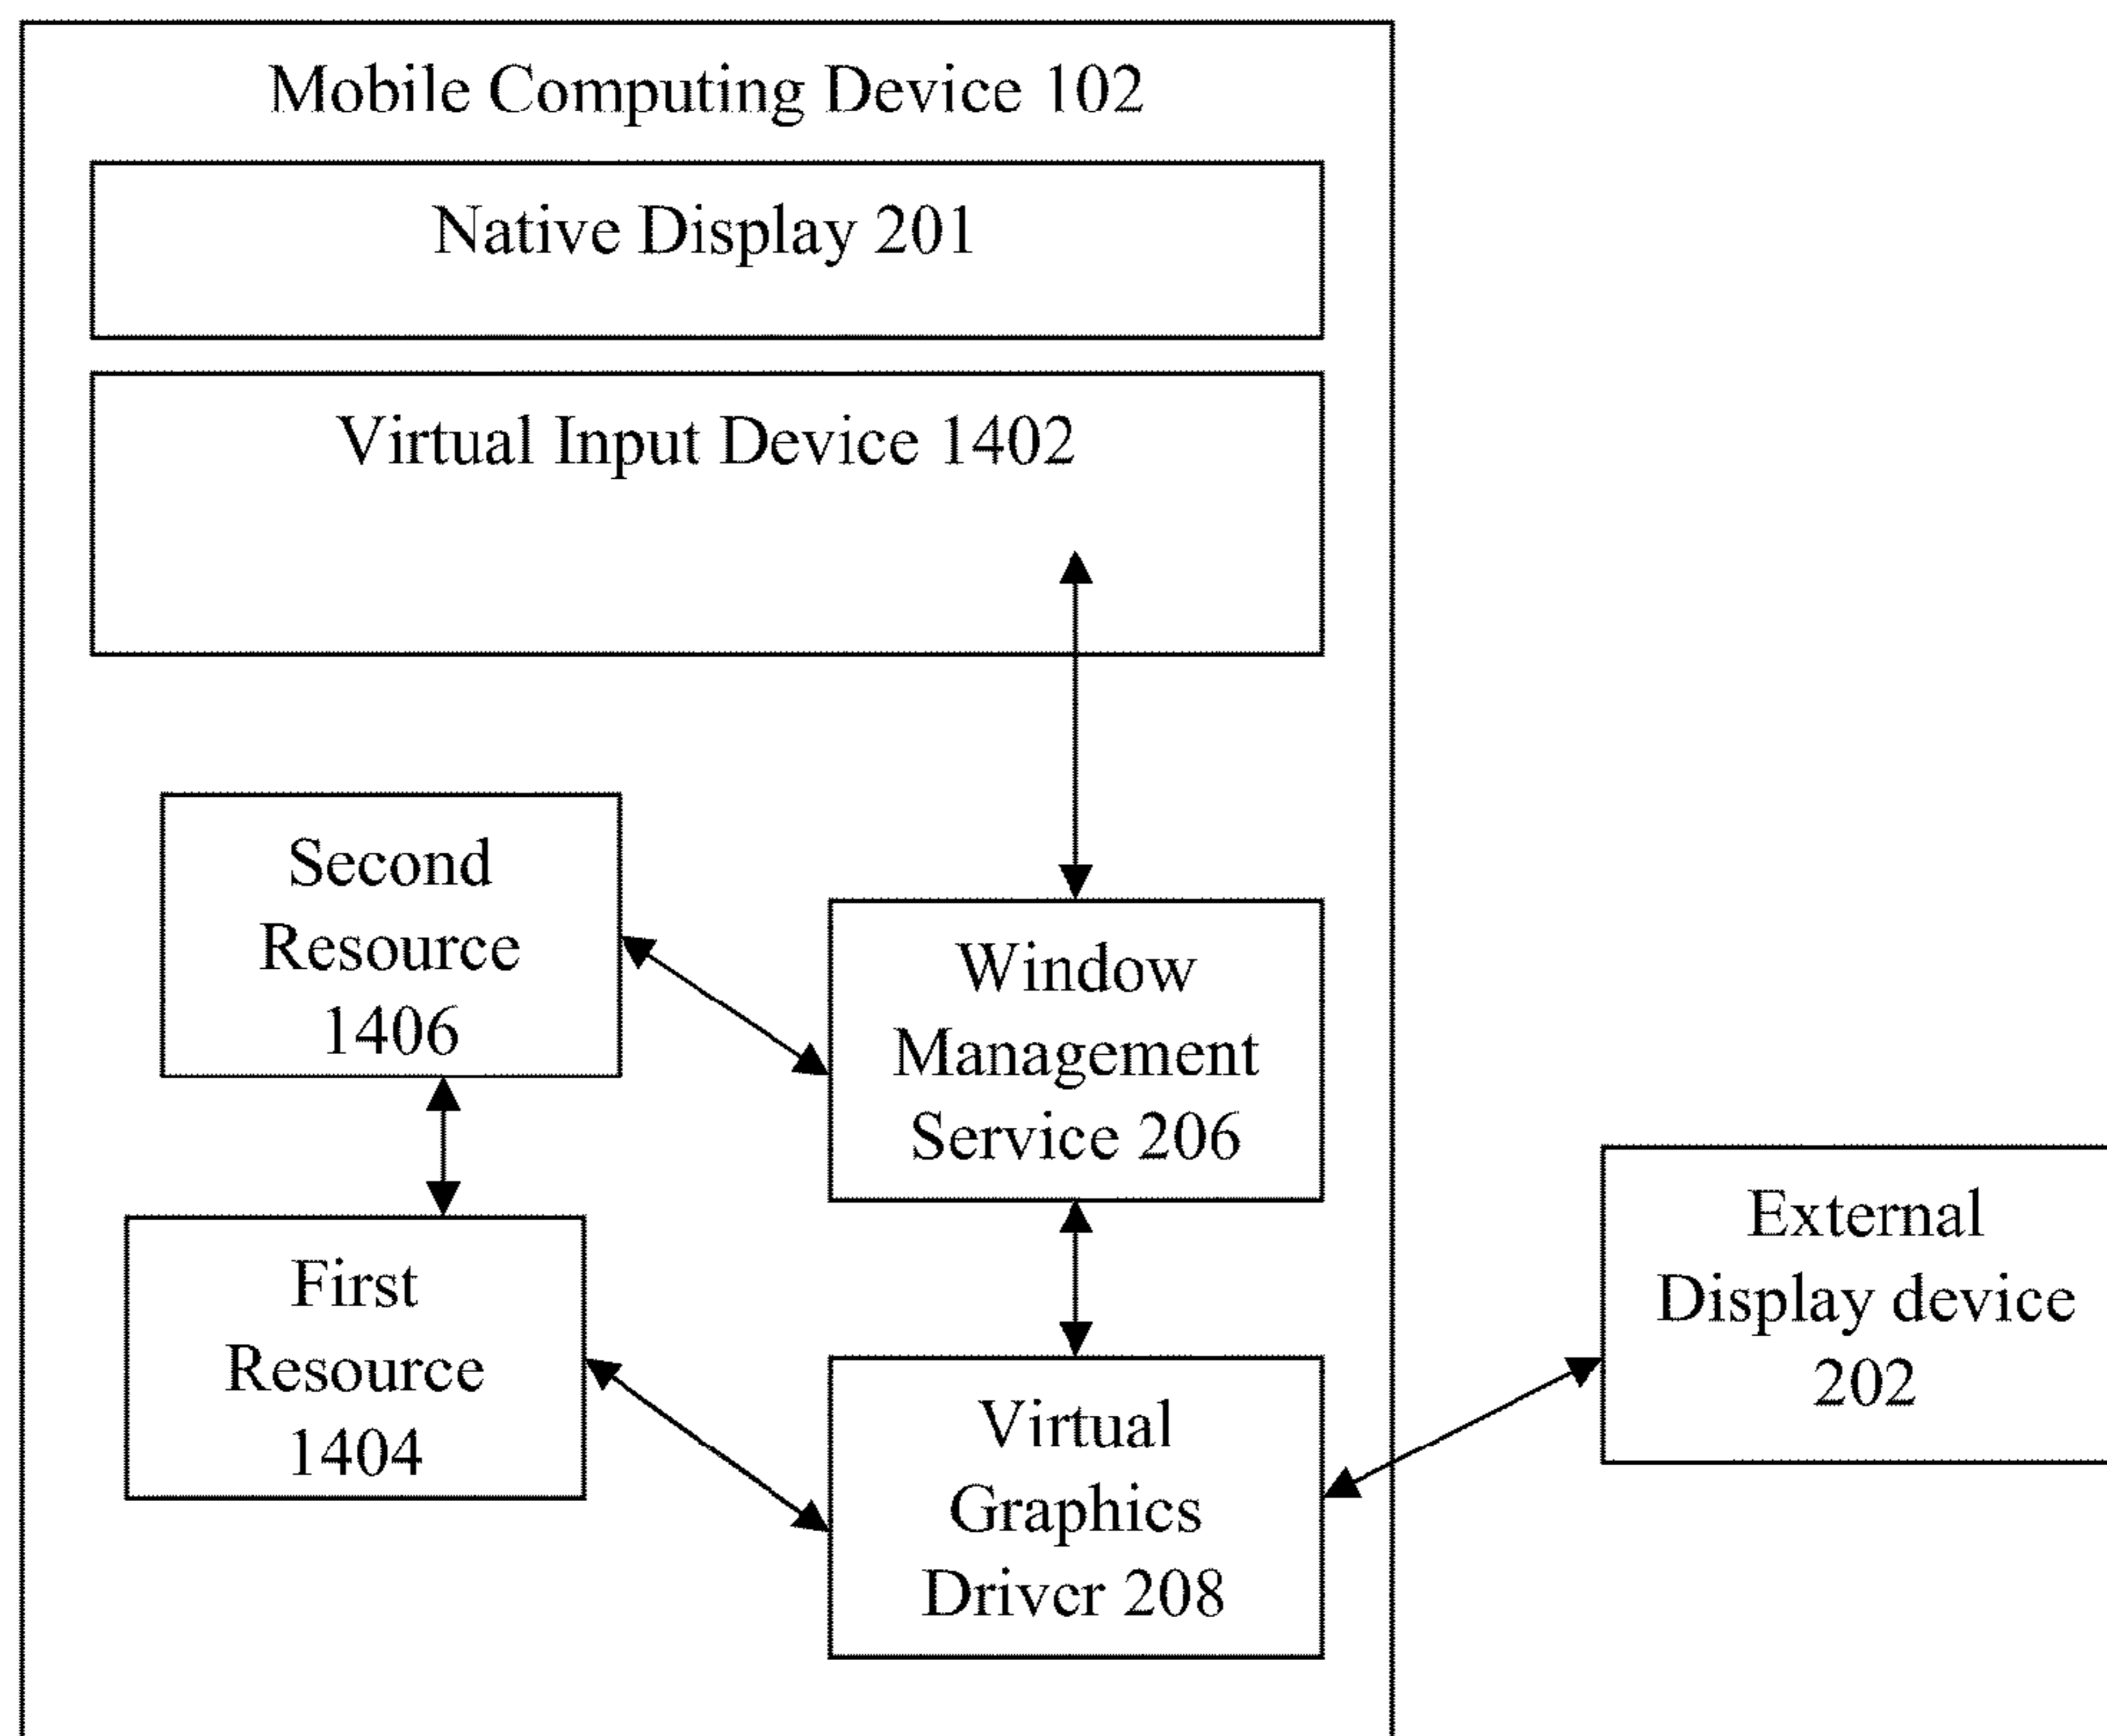 Mobile Computing Device 102
Native Display 201
Virtual Input Device 1402
Second
Resource
1406
Window
Management
Service 206
First
Resource
1404
Virtual
Graphics
Driver 208
External
Display device
202